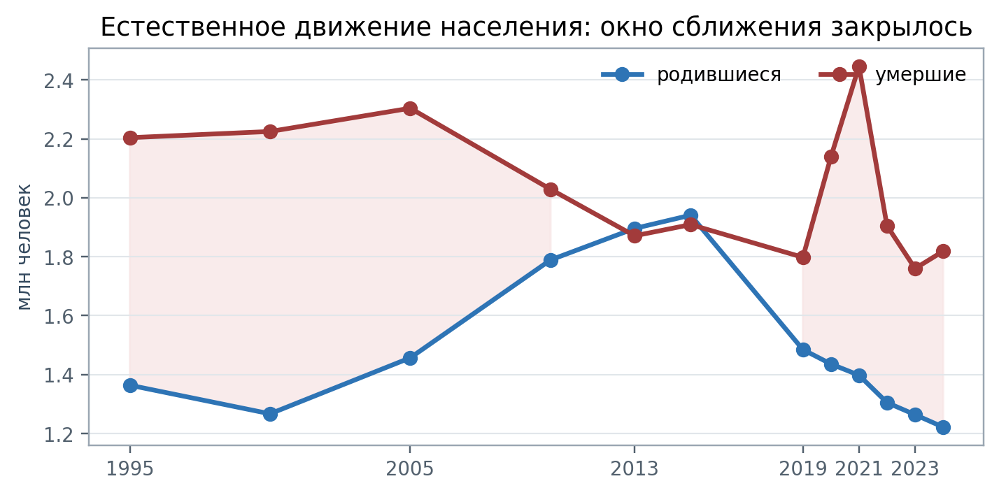 Естественное движение населения: окно сближения закрылось
родившиеся умершие
млн человек
2.4
2.2
2.0
1.8
1.6
1.4
1.2
1995 2005 2013 2019 2021 2023